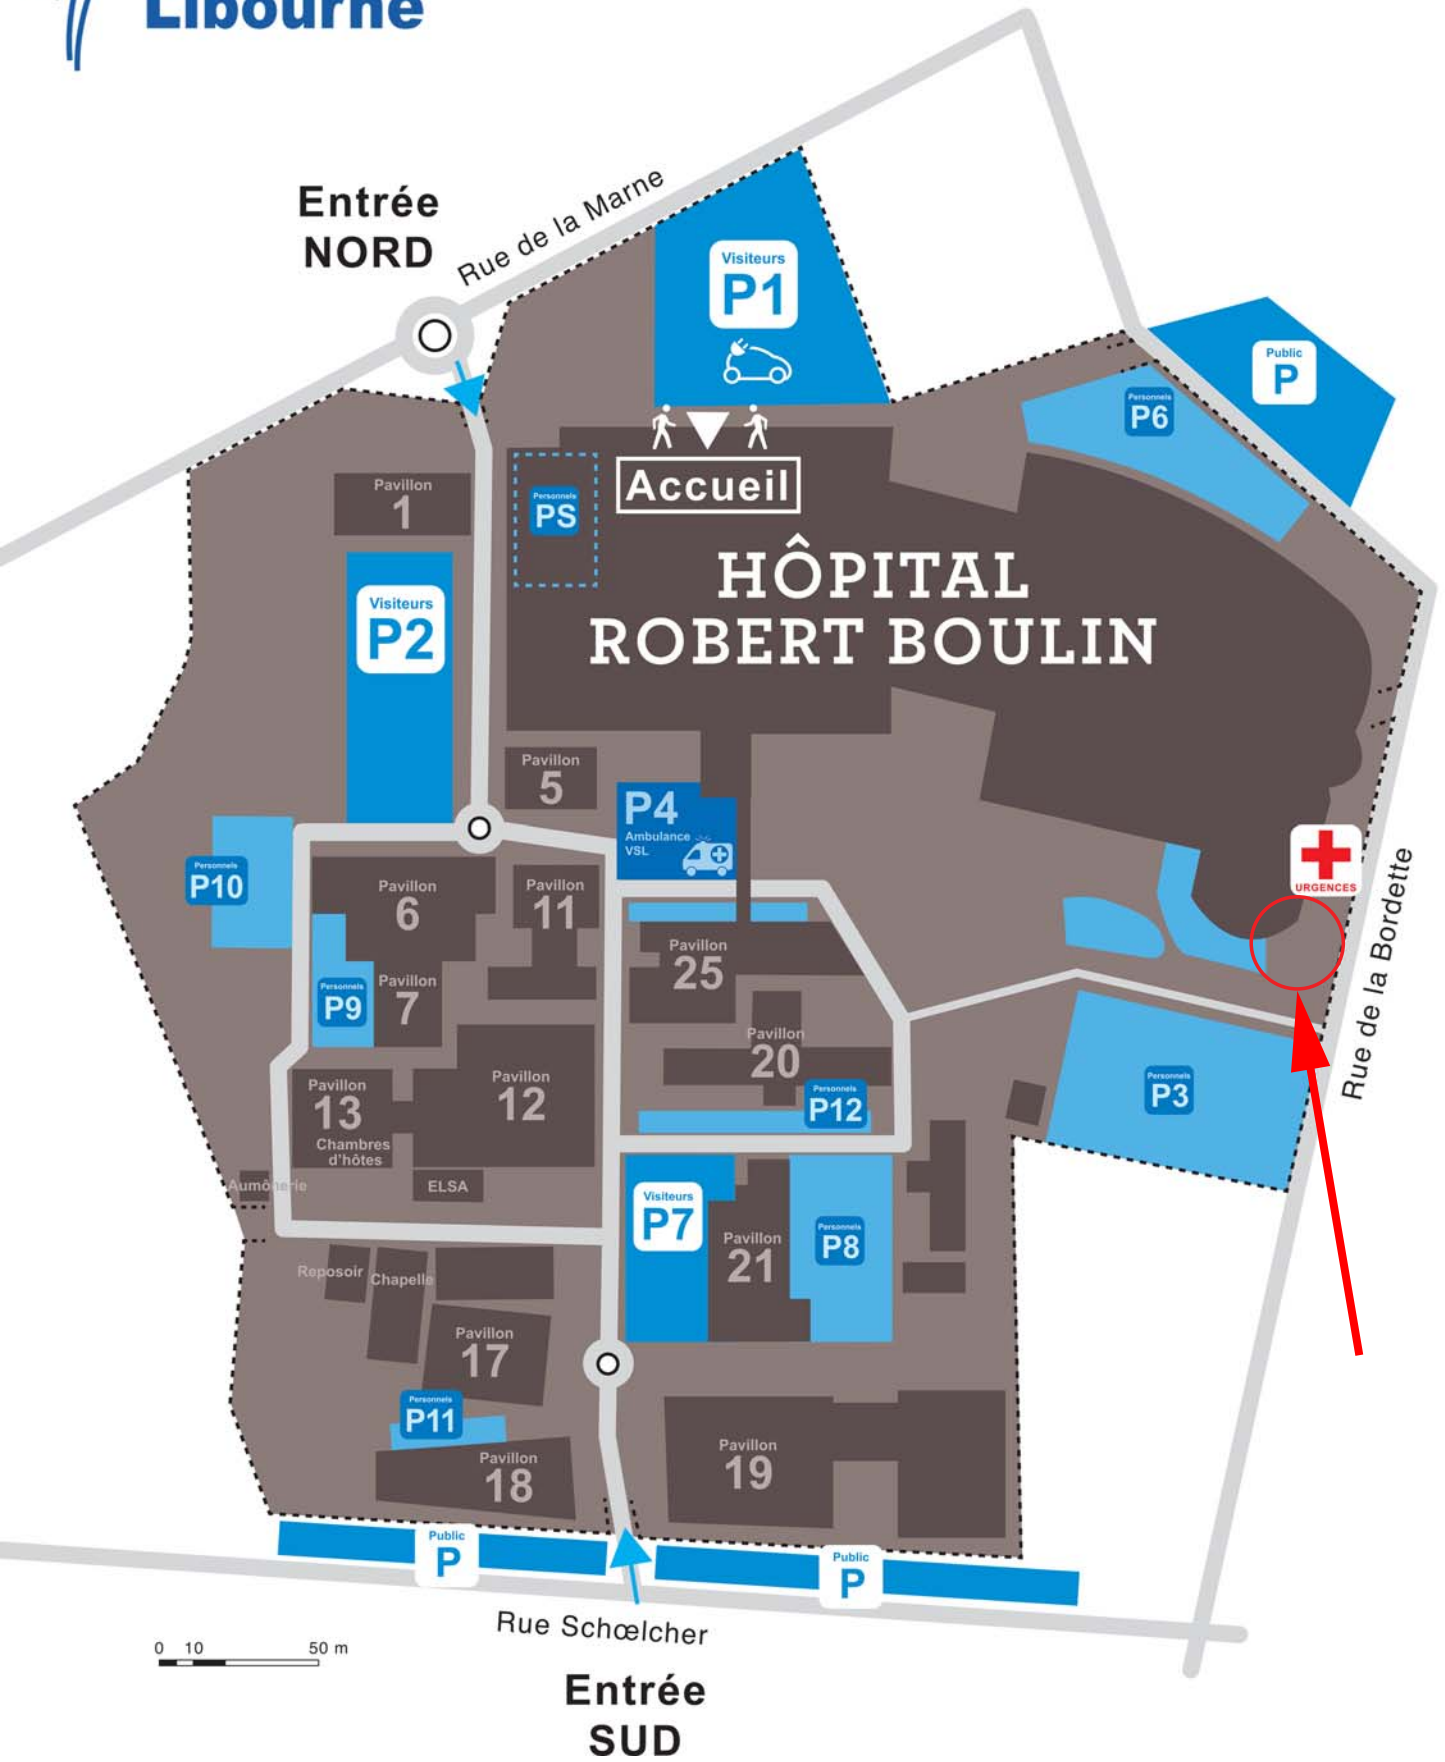 Libourne
Entrée
NORD
Rue de la Marne
Visiteurs
P1
Public
P
Personnels
P6
Pavillon
1
Personnels
PS
Accueil
HÔPITAL
ROBERT BOULIN
Visiteurs
P2
Pavillon
5
P4
Ambulance
VSL
URGENCES
Rue de la Bordette
Personnels
P10
Pavillon
6
Pavillon
11
Pavillon
25
Personnels
P9
Pavillon
7
Pavillon
20
Personnels
P12
Personnels
P3
Pavillon
13
Chambres
d'hôtes
Pavillon
12
Aumônerie
ELSA
Visiteurs
P7
Pavillon
21
Personnels
P8
Reposoir
Chapelle
Pavillon
17
Personnels
P11
Pavillon
18
Pavillon
19
Public
P
Public
P
Rue Schœlcher
0 10 50 m
Entrée
SUD